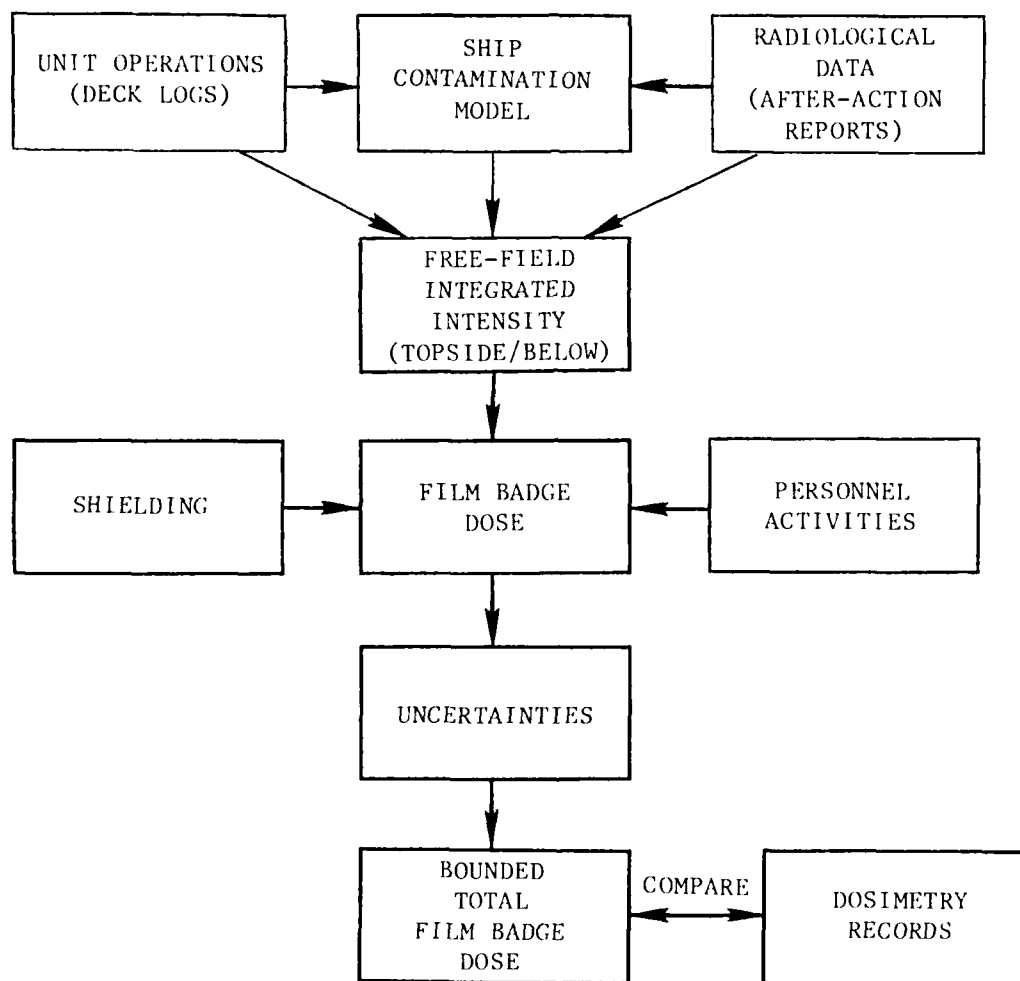 UNIT OPERATIONS
(DECK LOGS)
SHIP
CONTAMINATION
MODEL
RADIOLOGICAL
DATA
(AFTER-ACTION
REPORTS)
FREE-FIELD
INTEGRATED
INTENSITY
(TOPSIDE/BELOW)
SHIELDING
FILM BADGE
DOSE
PERSONNEL
ACTIVITIES
UNCERTAINTIES
BOUNDED
TOTAL
FILM BADGE
DOSE
COMPARE
DOSIMETRY
RECORDS